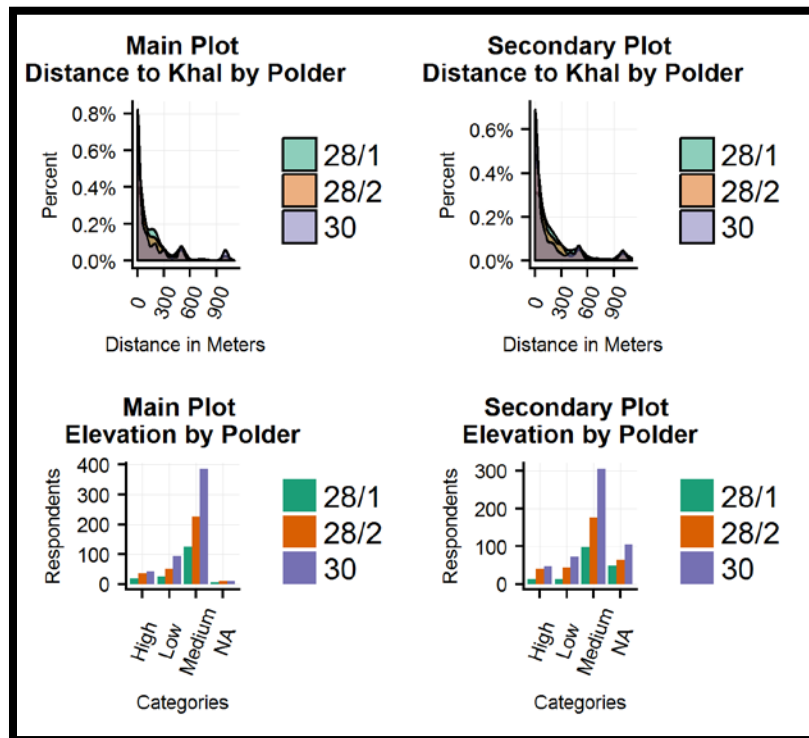 Main Plot
Distance to Khal by Polder
Percent
0.8%
0.6%
0.4%
0.2%
0.0%
0
300
600
900
Distance in Meters
28/1
28/2
30
Secondary Plot
Distance to Khal by Polder
Percent
0.6%
0.4%
0.2%
0.0%
0
300
600
900
Distance in Meters
28/1
28/2
30
Main Plot
Elevation by Polder
Respondents
400
300
200
100
0
High
Low
Medium
NA
Categories
28/1
28/2
30
Secondary Plot
Elevation by Polder
Respondents
300
200
100
0
High
Low
Medium
NA
Categories
28/1
28/2
30